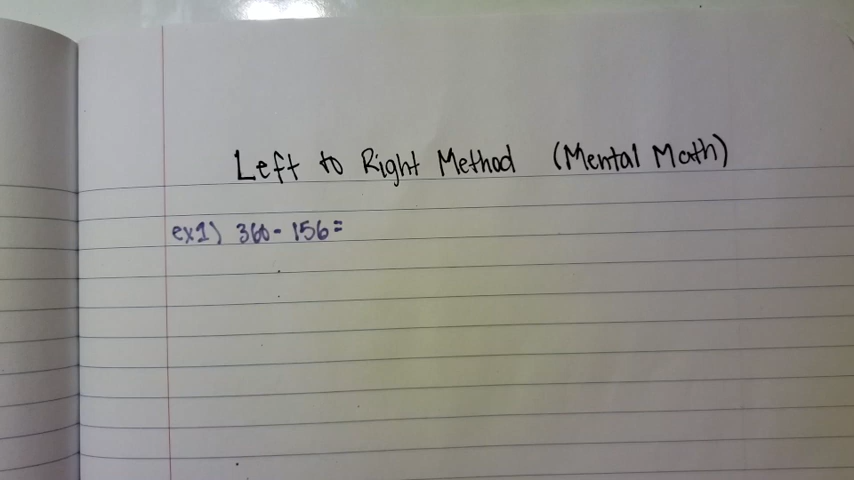 Left to Right Method (Mental Math)
ex1) 360 - 156 =